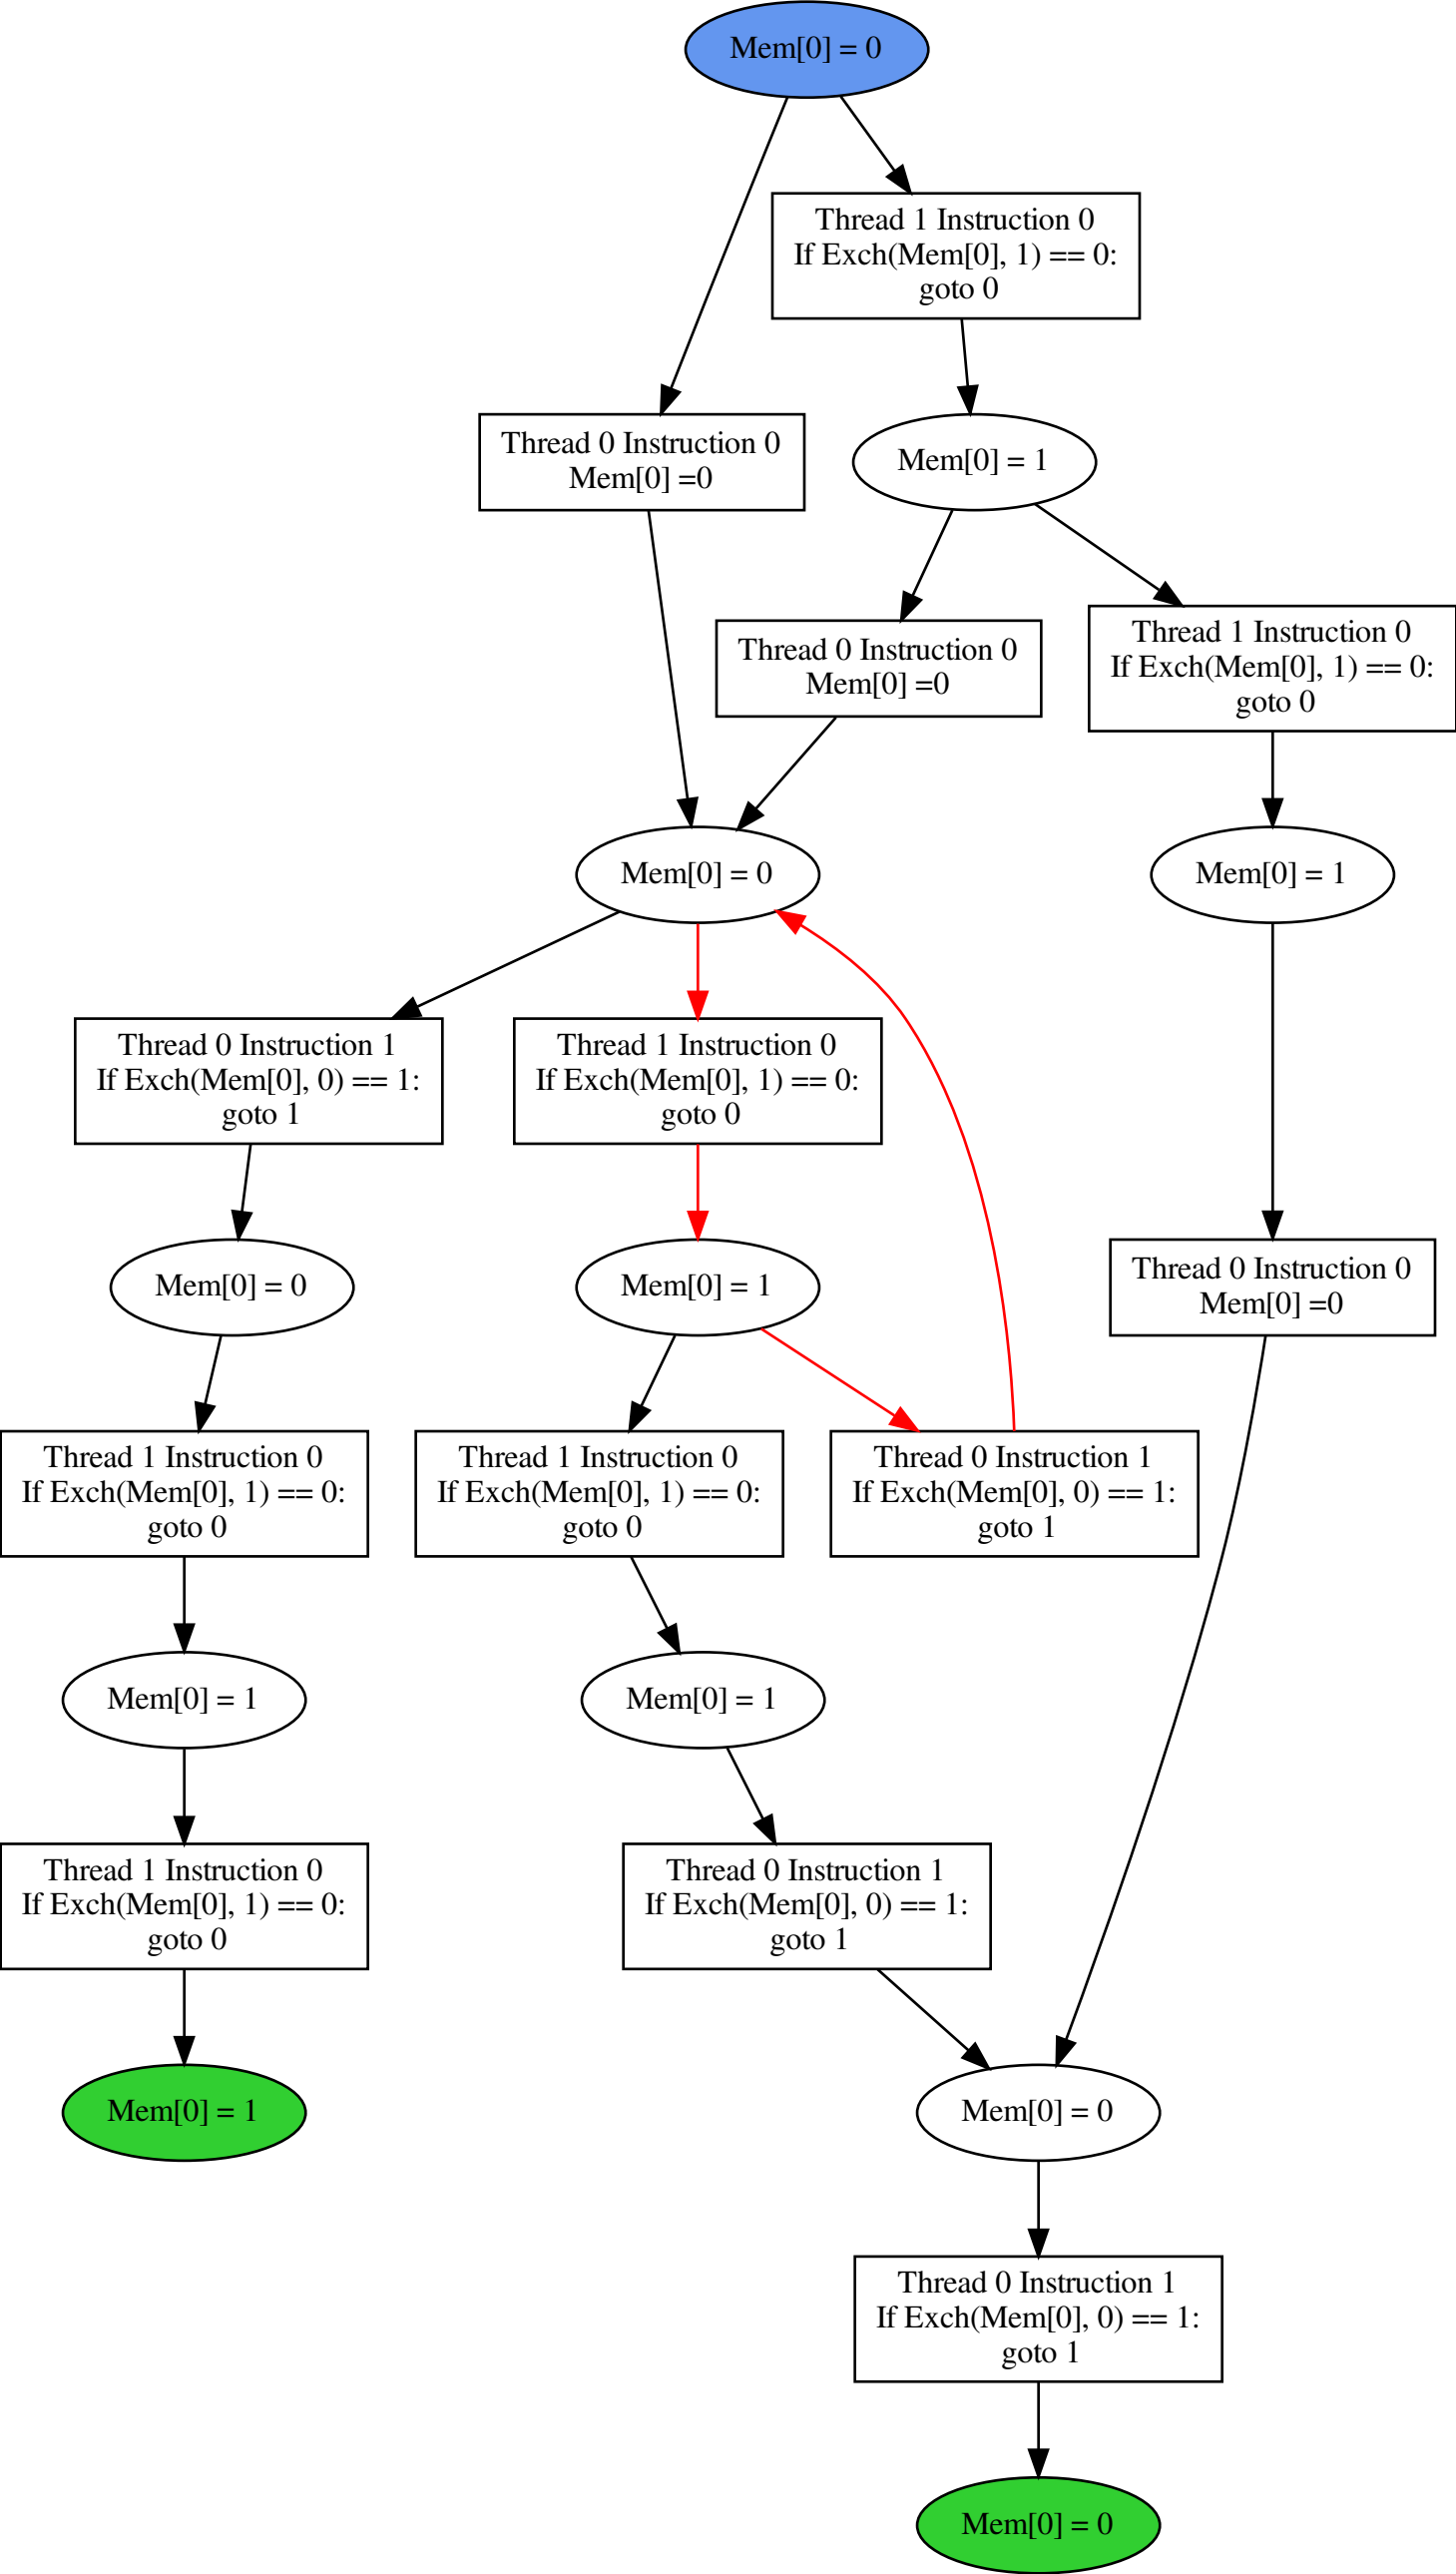 Mem[0] = 0
Thread 1 Instruction 0
If Exch(Mem[0], 1) == 0:
goto 0
Thread 0 Instruction 0
Mem[0] =0
Mem[0] = 1
Thread 0 Instruction 0
Mem[0] =0
Thread 1 Instruction 0
If Exch(Mem[0], 1) == 0:
goto 0
Mem[0] = 0
Mem[0] = 1
Thread 0 Instruction 1
If Exch(Mem[0], 0) == 1:
goto 1
Thread 1 Instruction 0
If Exch(Mem[0], 1) == 0:
goto 0
Mem[0] = 0
Mem[0] = 1
Thread 0 Instruction 0
Mem[0] =0
Thread 1 Instruction 0
If Exch(Mem[0], 1) == 0:
goto 0
Thread 1 Instruction 0
If Exch(Mem[0], 1) == 0:
goto 0
Thread 0 Instruction 1
If Exch(Mem[0], 0) == 1:
goto 1
Mem[0] = 1
Mem[0] = 1
Thread 1 Instruction 0
If Exch(Mem[0], 1) == 0:
goto 0
Thread 0 Instruction 1
If Exch(Mem[0], 0) == 1:
goto 1
Mem[0] = 1
Mem[0] = 0
Thread 0 Instruction 1
If Exch(Mem[0], 0) == 1:
goto 1
Mem[0] = 0